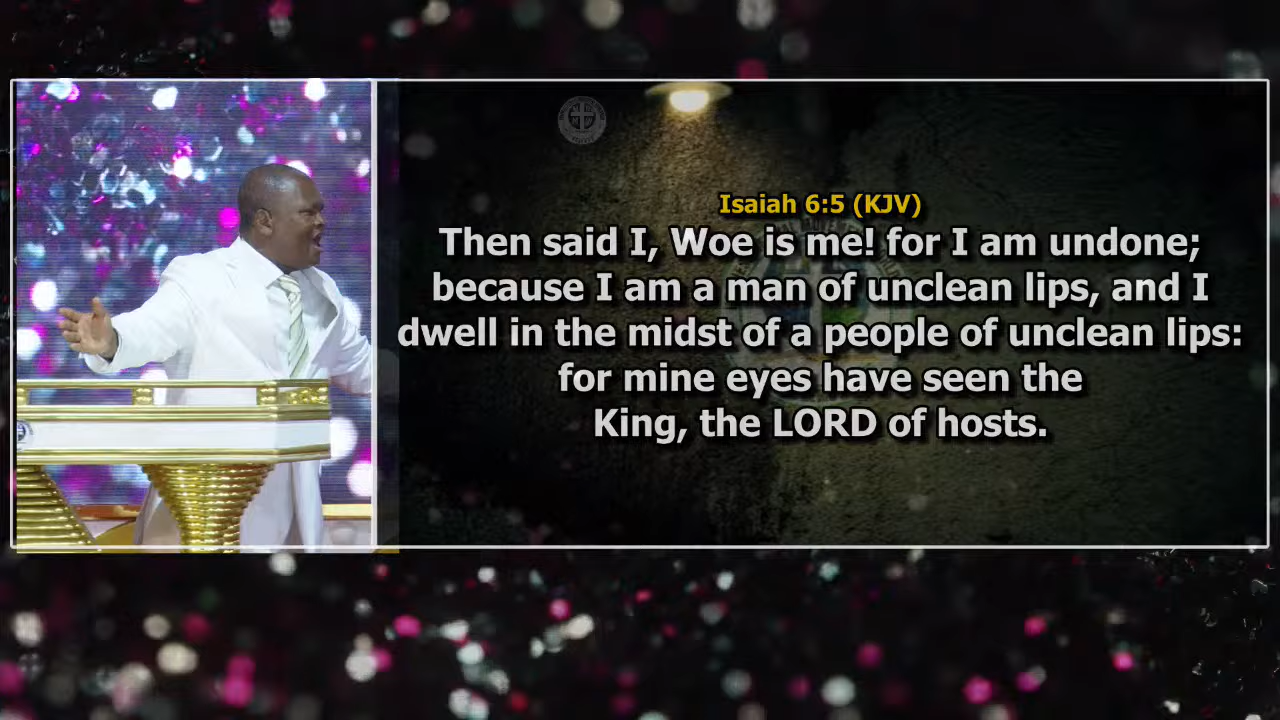 Isaiah 6:5 (KJV)
Then said I, Woe is me! for I am undone;
because I am a man of unclean lips, and I
dwell in the midst of a people of unclean lips:
for mine eyes have seen the
King, the LORD of hosts.